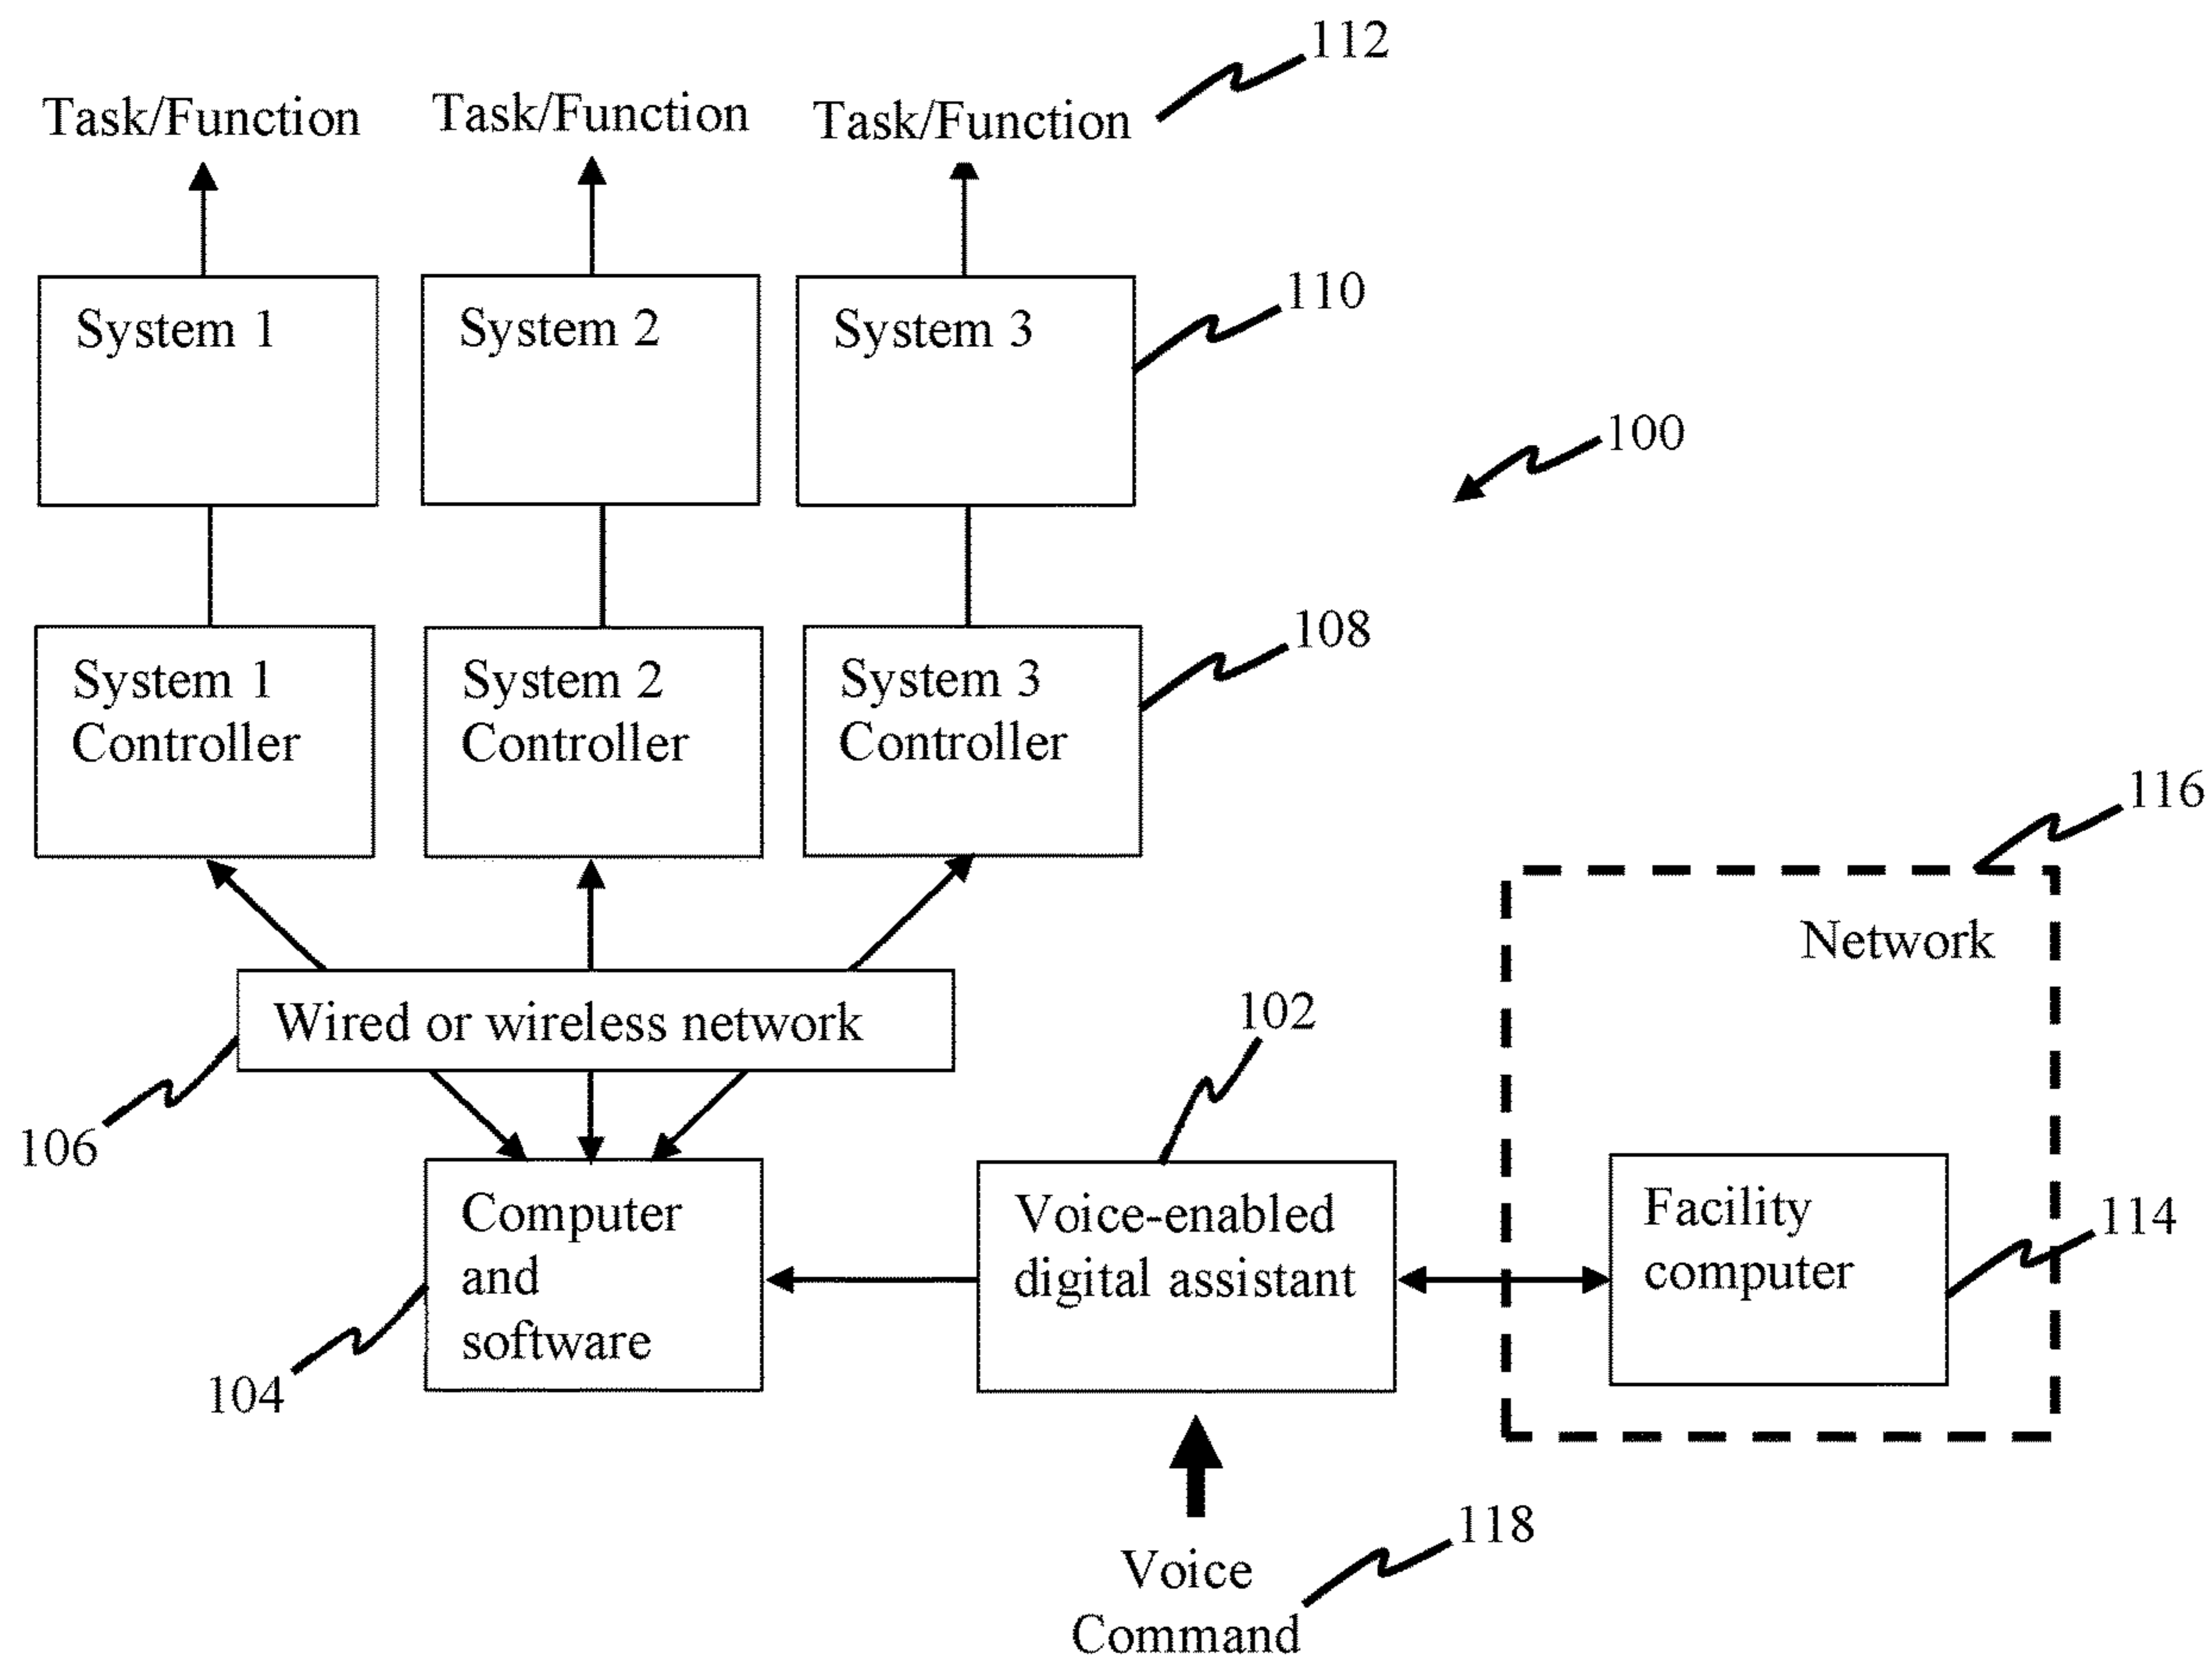 112
Task/Function
Task/Function
Task/Function
110
System 1
System 2
System 3
100
108
System 1
Controller
System 2
Controller
System 3
Controller
116
Network
Wired or wireless network
102
106
Computer
and
software
Voice-enabled
digital assistant
Facility
computer
114
104
118
Voice
Command